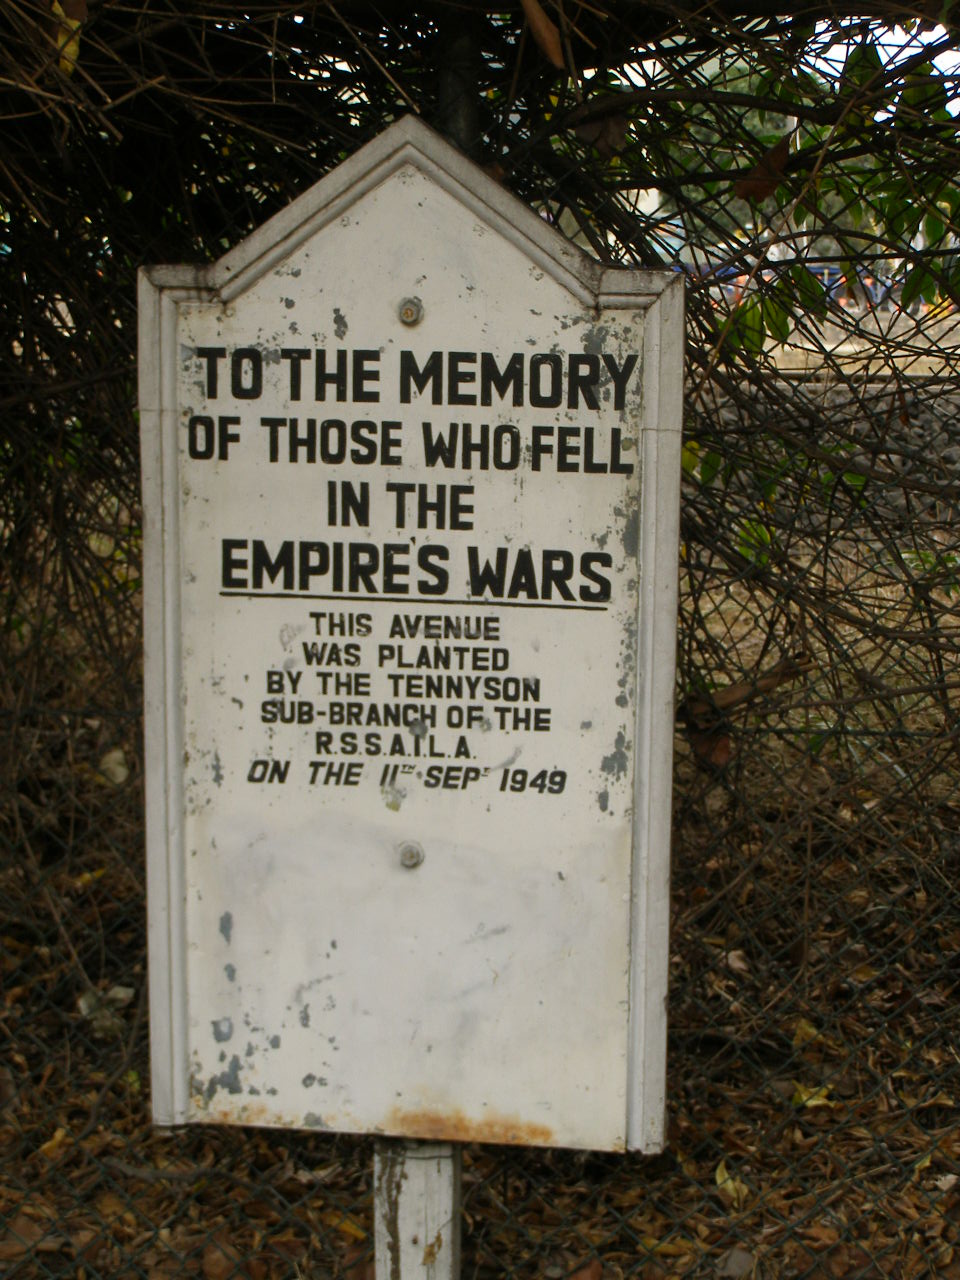 TO THE MEMORY
OF THOSE WHO FELL
IN THE
EMPIRE'S WARS
THIS AVENUE
WAS PLANTED
BY THE TENNYSON
SUB-BRANCH OF THE
R.S.S.A.I.L.A.
ON THE 11TH SEPT 1949